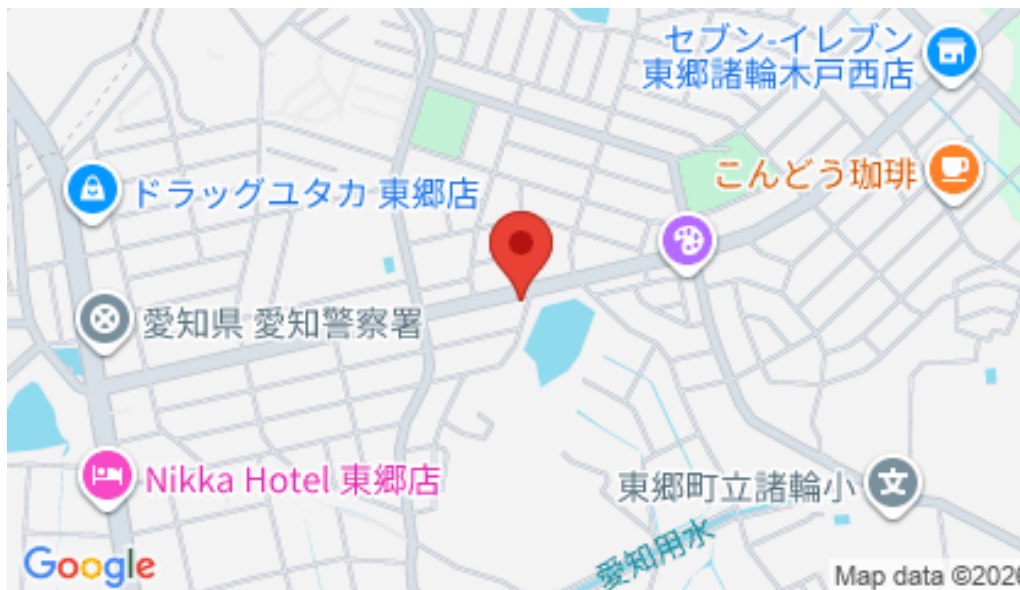 セブン-イレブン
東郷諸輪木戸西店
こんどう珈琲
ドラッグユタカ 東郷店
愛知県 愛知警察署
Nikka Hotel 東郷店
東郷町立諸輪小
文
愛知用水
Google
Map data ©2026